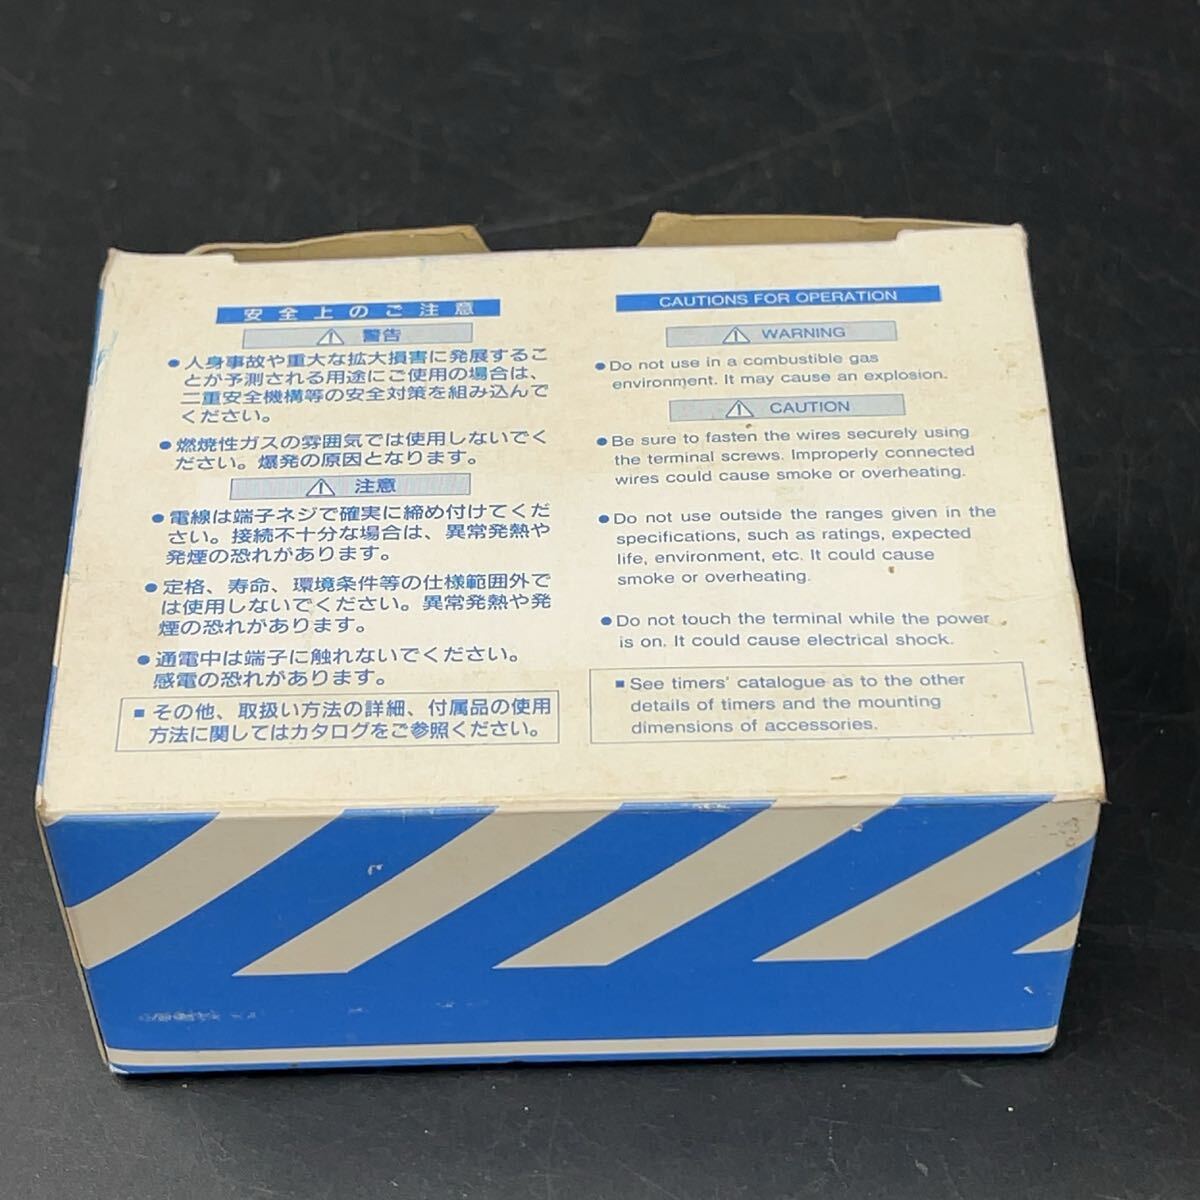 安全上のご注意
⚠ 警告
●人身事故や重大な拡大損害に発展するこ
とが予測される用途にご使用の場合は、
二重安全機構等の安全対策を組み込んで
ください。
●燃焼性ガスの雰囲気では使用しないでく
ださい。爆発の原因となります。
⚠ 注意
●電線は端子ネジで確実に締め付けてくだ
さい。接続不十分な場合は、異常発熱や
発煙の恐れがあります。
●定格、寿命、環境条件等の仕様範囲外で
は使用しないでください。異常発熱や発
煙の恐れがあります。
●通電中は端子に触れないでください。
感電の恐れがあります。
■その他、取扱い方法の詳細、付属品の使用
方法に関してはカタログをご参照ください。
CAUTIONS FOR OPERATION
⚠ WARNING
●Do not use in a combustible gas
environment. It may cause an explosion.
⚠ CAUTION
●Be sure to fasten the wires securely using
the terminal screws. Improperly connected
wires could cause smoke or overheating.
●Do not use outside the ranges given in the
specifications, such as ratings, expected
life, environment, etc. It could cause
smoke or overheating.
●Do not touch the terminal while the power
is on. It could cause electrical shock.
■See timers' catalogue as to the other
details of timers and the mounting
dimensions of accessories.